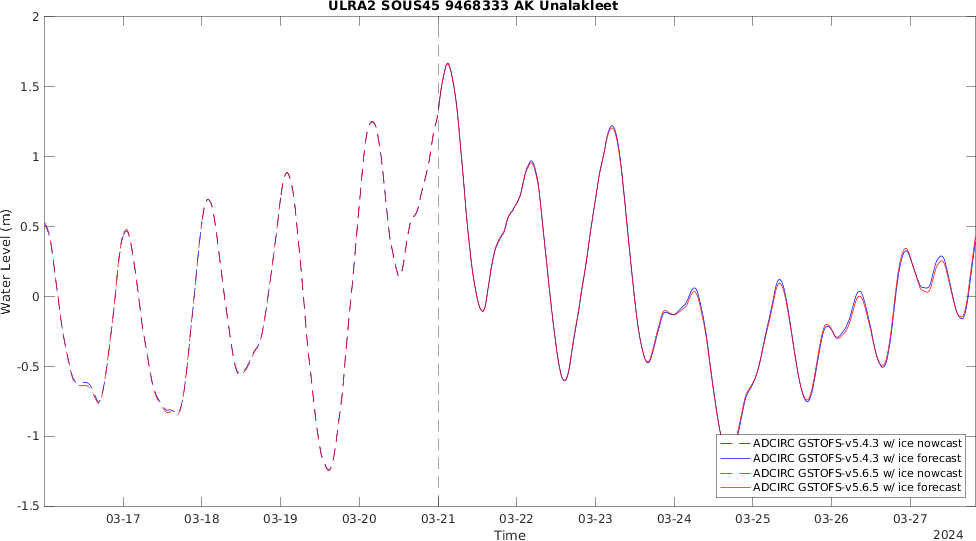 ULRA2 SOUS45 9468333 AK Unalakleet
2
1.5
1
0.5
0
-0.5
-1
-1.5
Water Level (m)
03-17 03-18 03-19 03-20 03-21 03-22 03-23 03-24 03-25 03-26 03-27
Time
2024
ADCIRC GSTOFS-v5.4.3 w/ ice nowcast
ADCIRC GSTOFS-v5.4.3 w/ ice forecast
ADCIRC GSTOFS-v5.6.5 w/ ice nowcast
ADCIRC GSTOFS-v5.6.5 w/ ice forecast